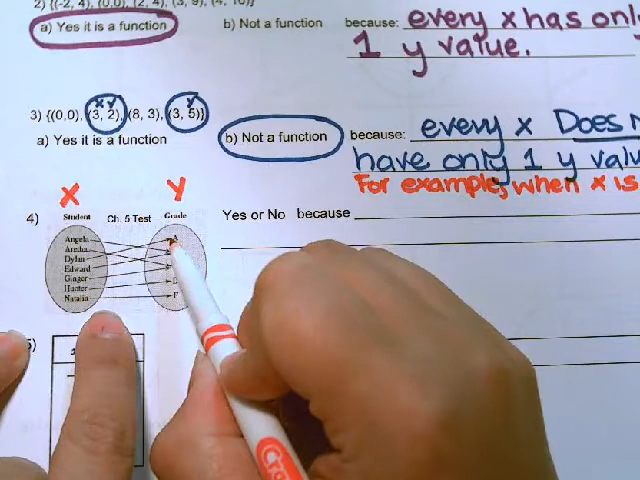 2) {(-2, 4), (0,0), (2, 4), (3, 9), (4, 16)}
a) Yes it is a function b) Not a function because: every x has only
1 y value.
x y y
3) {(0,0), (3, 2), (8, 3), (3, 5)}
a) Yes it is a function b) Not a function because: every x Does
have only 1 y valu
For example, when x is
X Y
4) Student Ch. 5 Test Grade Yes or No because
Angela
Aretha
Dylan
Edward
Ginger
Hunter
Natalia F
5)